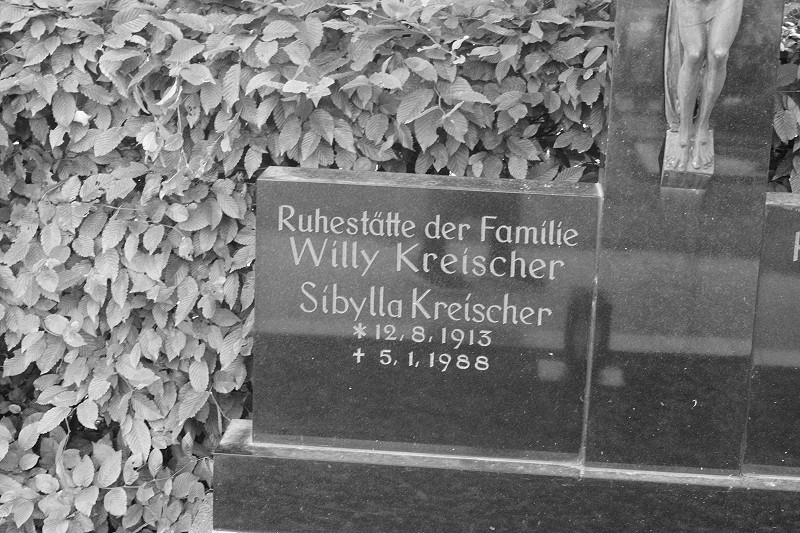 Ruhestätte der Familie
Willy Kreischer
Sibylla Kreischer
* 12.8.1913
† 5.1.1988